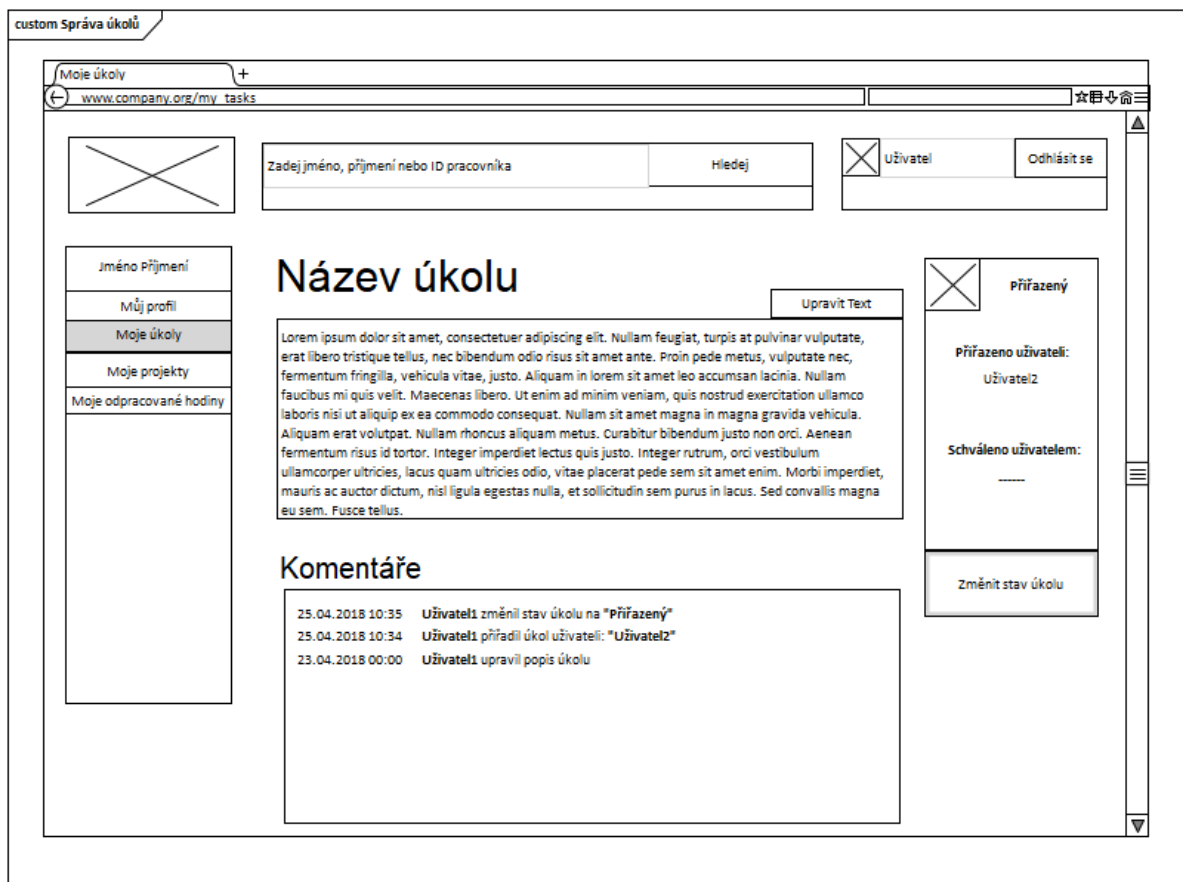 custom Správa úkolů
Moje úkoly
+
www.company.org/my_tasks
Zadej jméno, příjmení nebo ID pracovníka
Hledej
Uživatel
Odhlásit se
Jméno Příjmení
Můj profil
Moje úkoly
Moje projekty
Moje odpracované hodiny
Název úkolu
Upravit Text
Lorem ipsum dolor sit amet, consectetuer adipiscing elit. Nullam feugiat, turpis at pulvinar vulputate,
erat libero tristique tellus, nec bibendum odio risus sit amet ante. Proin pede metus, vulputate nec,
fermentum fringilla, vehicula vitae, justo. Aliquam in lorem sit amet leo accumsan lacinia. Nullam
faucibus mi quis velit. Maecenas libero. Ut enim ad minim veniam, quis nostrud exercitation ullamco
laboris nisi ut aliquip ex ea commodo consequat. Nullam sit amet magna in magna gravida vehicula.
Aliquam erat volutpat. Nullam rhoncus aliquam metus. Curabitur bibendum justo non orci. Aenean
fermentum risus id tortor. Integer imperdiet lectus quis justo. Integer rutrum, orci vestibulum
ullamcorper ultricies, lacus quam ultricies odio, vitae placerat pede sem sit amet enim. Morbi imperdiet,
mauris ac auctor dictum, nisl ligula egestas nulla, et sollicitudin sem purus in lacus. Sed convallis magna
eu sem. Fusce tellus.
Přiřazený
Přiřazeno uživateli:
Uživatel2
Schváleno uživatelem:
------
Změnit stav úkolu
Komentáře
25.04.2018 10:35 Uživatel1 změnil stav úkolu na "Přiřazený"
25.04.2018 10:34 Uživatel1 přiřadil úkol uživateli: "Uživatel2"
23.04.2018 00:00 Uživatel1 upravil popis úkolu